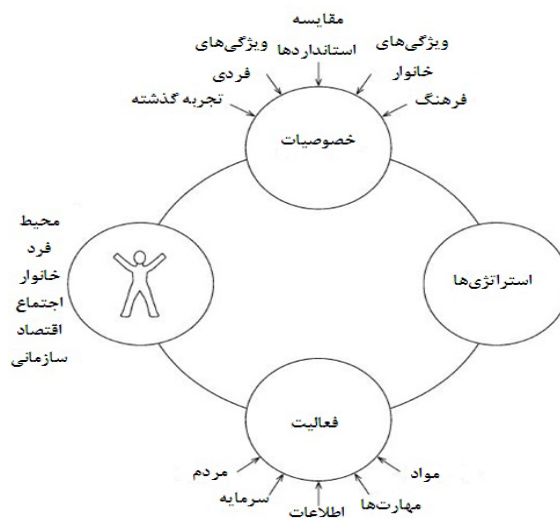 مقایسه
استانداردها
ویژگی‌های
خانوار
ویژگی‌های
فردی
فرهنگ
تجربه گذشته
خصوصیات
استراتژی‌ها
محیط
فرد
خانوار
اجتماع
اقتصاد
سازمانی
فعالیت
مواد
مهارت‌ها
اطلاعات
سرمایه
مردم